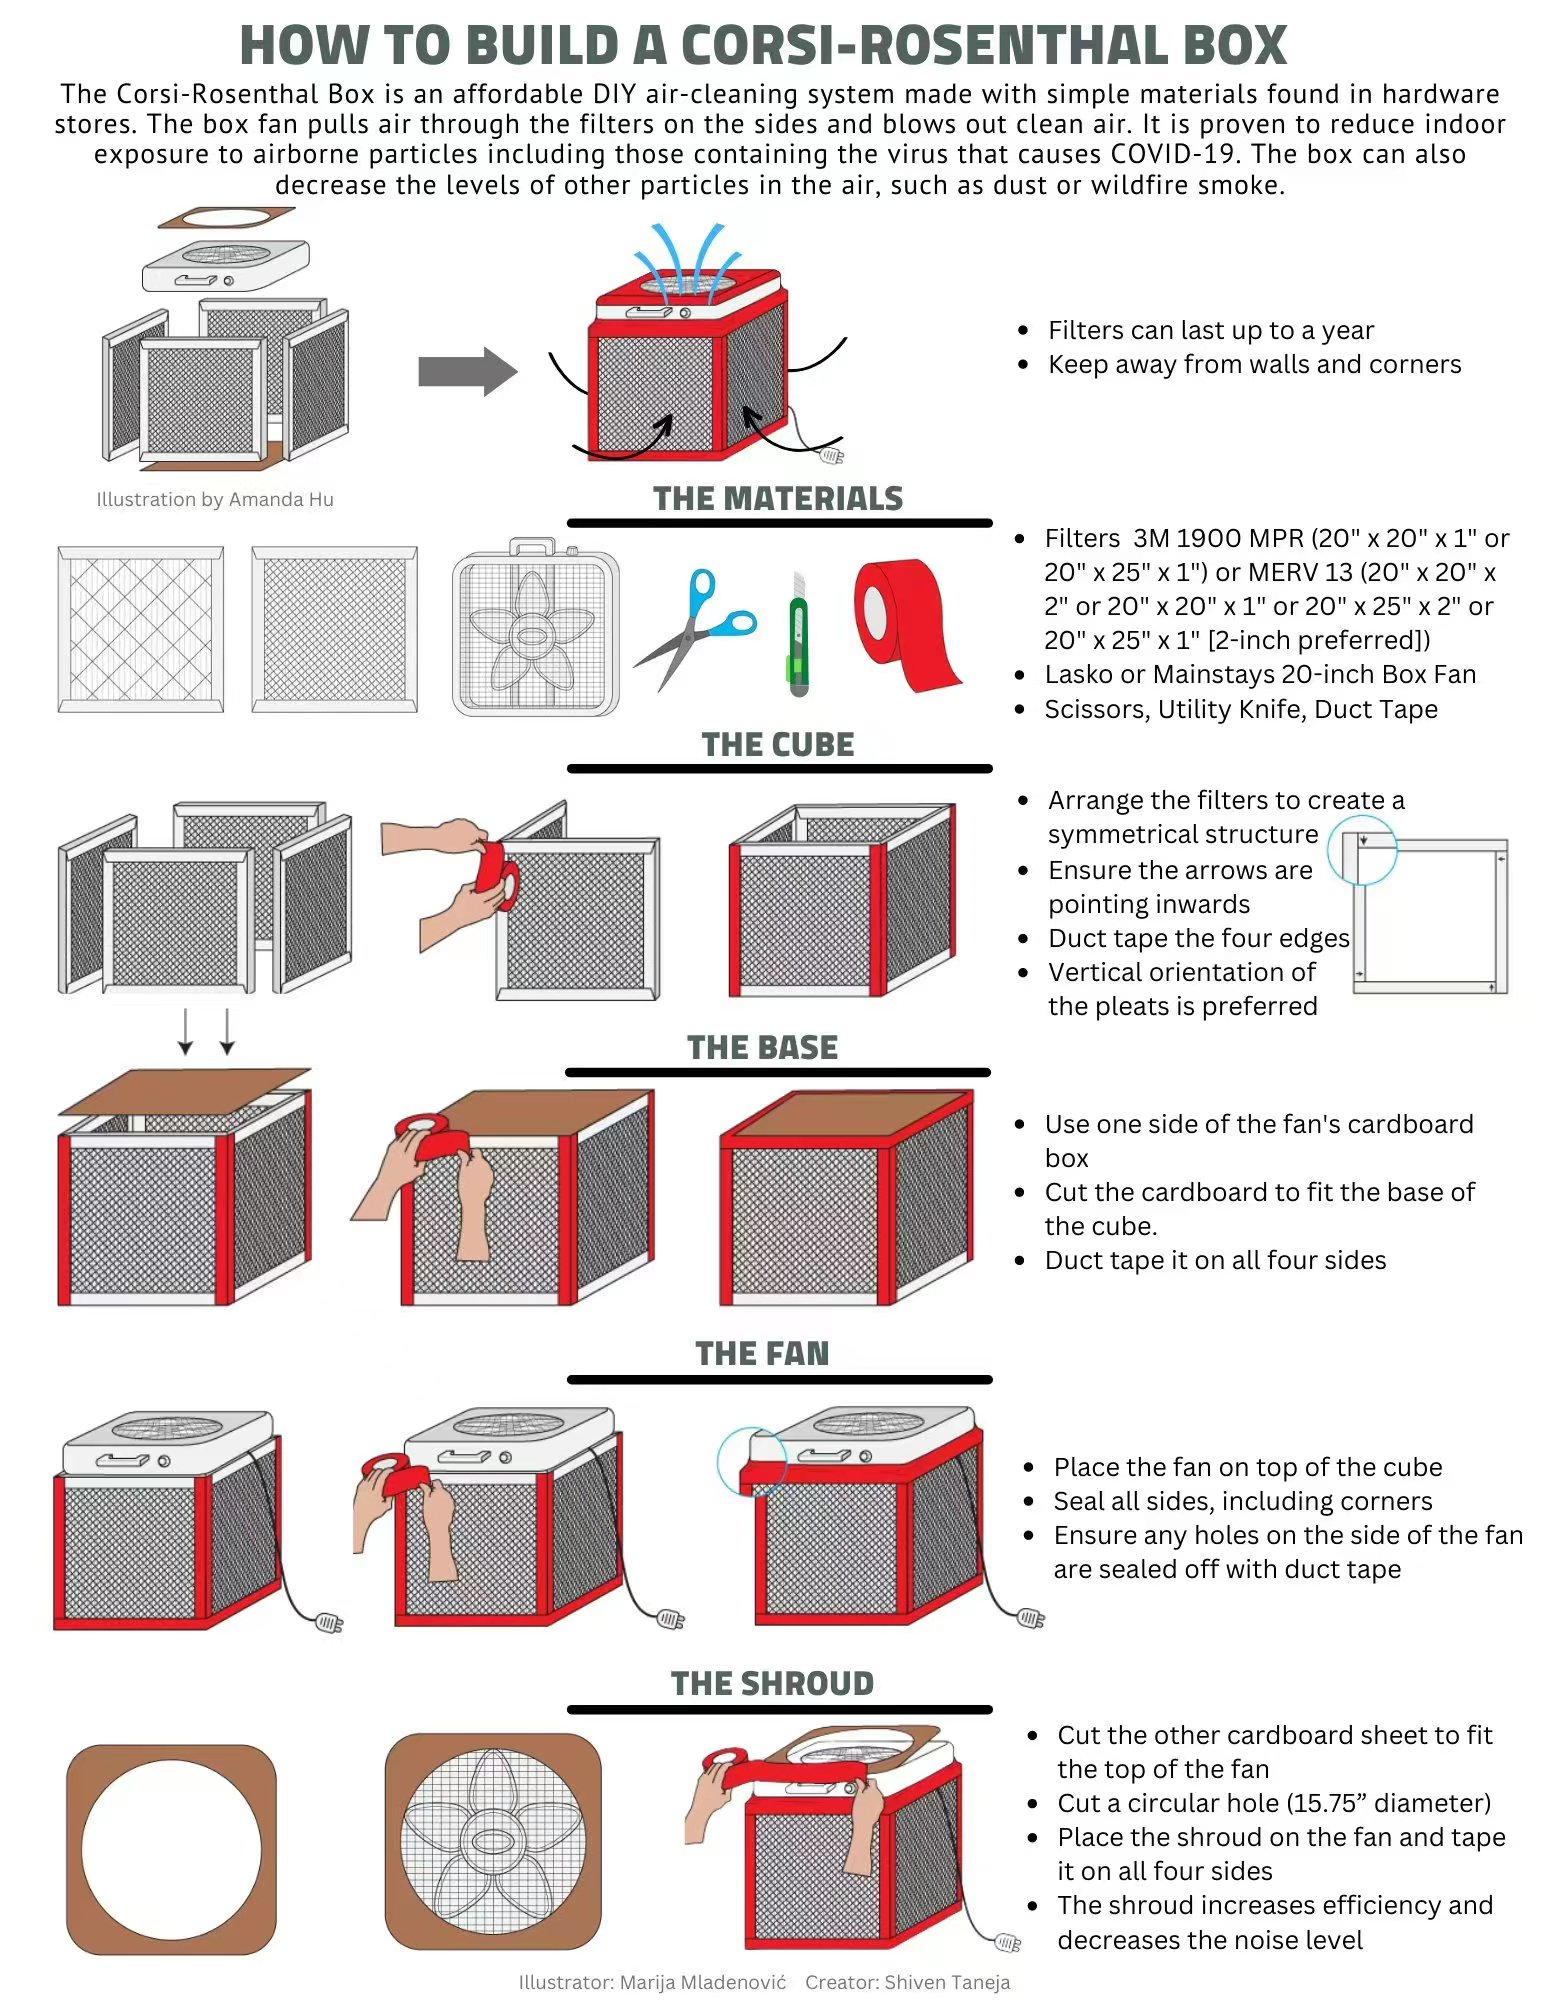 HOW TO BUILD A CORSI-ROSENTHAL BOX
The Corsi-Rosenthal Box is an affordable DIY air-cleaning system made with simple materials found in hardware
stores. The box fan pulls air through the filters on the sides and blows out clean air. It is proven to reduce indoor
exposure to airborne particles including those containing the virus that causes COVID-19. The box can also
decrease the levels of other particles in the air, such as dust or wildfire smoke.
• Filters can last up to a year
• Keep away from walls and corners
Illustration by Amanda Hu
THE MATERIALS
• Filters 3M 1900 MPR (20" x 20" x 1" or
20" x 25" x 1") or MERV 13 (20" x 20" x
2" or 20" x 20" x 1" or 20" x 25" x 2" or
20" x 25" x 1" [2-inch preferred])
• Lasko or Mainstays 20-inch Box Fan
• Scissors, Utility Knife, Duct Tape
THE CUBE
• Arrange the filters to create a
symmetrical structure
• Ensure the arrows are
pointing inwards
• Duct tape the four edges
• Vertical orientation of
the pleats is preferred
THE BASE
• Use one side of the fan's cardboard
box
• Cut the cardboard to fit the base of
the cube.
• Duct tape it on all four sides
THE FAN
• Place the fan on top of the cube
• Seal all sides, including corners
• Ensure any holes on the side of the fan
are sealed off with duct tape
THE SHROUD
• Cut the other cardboard sheet to fit
the top of the fan
• Cut a circular hole (15.75” diameter)
• Place the shroud on the fan and tape
it on all four sides
• The shroud increases efficiency and
decreases the noise level
Illustrator: Marija Mladenović Creator: Shiven Taneja